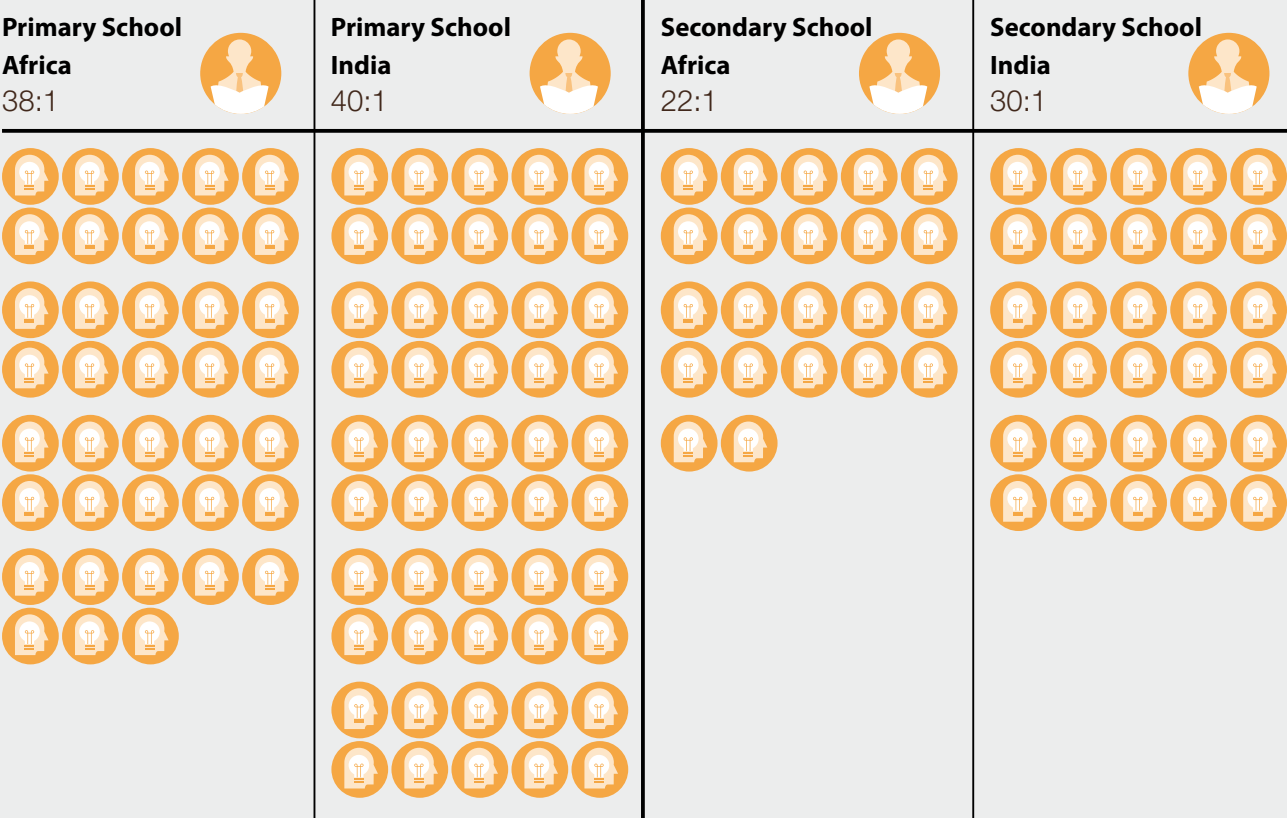 Primary School
Africa
38:1
Primary School
India
40:1
Secondary School
Africa
22:1
Secondary School
India
30:1